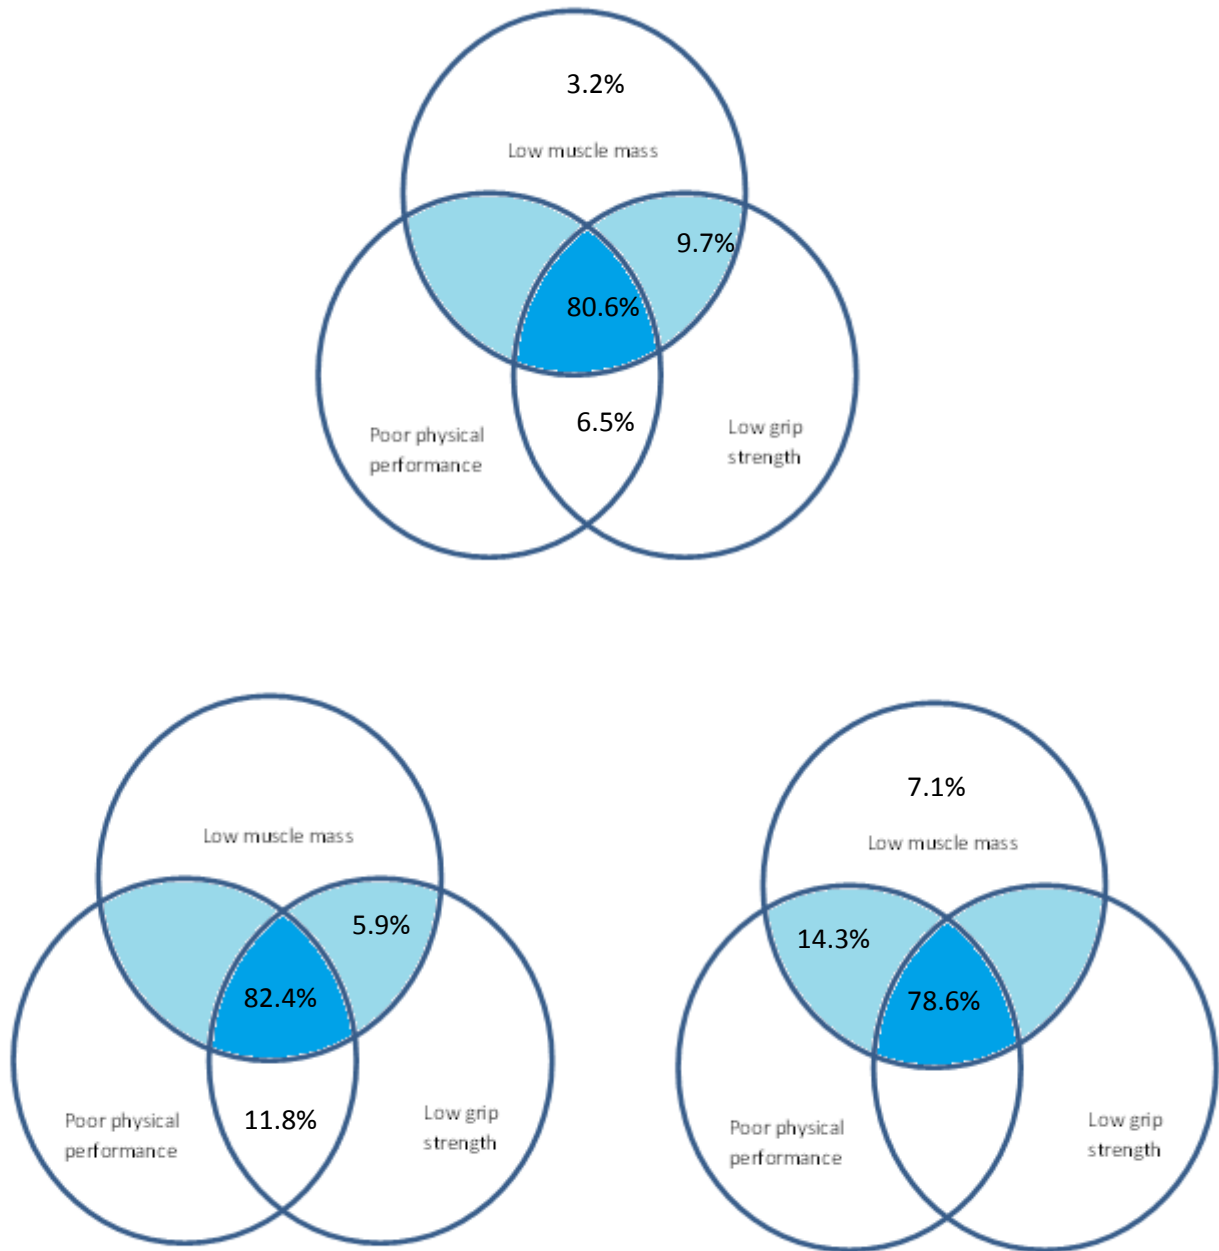 3.2%
Low muscle mass
9.7%
80.6%
6.5%
Poor physical
performance
Low grip
strength
Low muscle mass
5.9%
82.4%
11.8%
Poor physical
performance
Low grip
strength
7.1%
Low muscle mass
14.3%
78.6%
Poor physical
performance
Low grip
strength